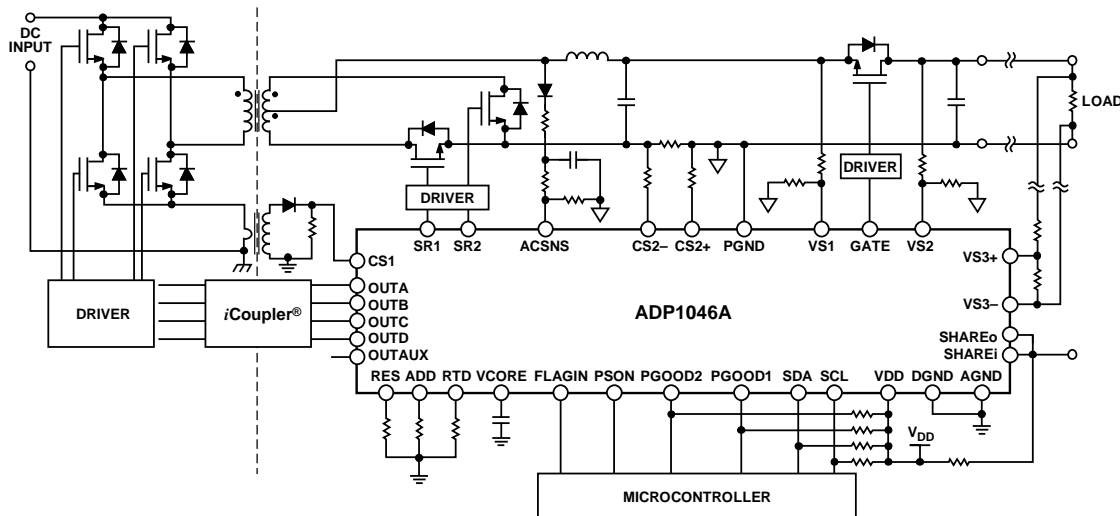 DC
INPUT
LOAD
DRIVER
DRIVER
SR1 SR2 ACSNS CS2– CS2+ PGND VS1 GATE VS2
CS1
VS3+
OUTA
OUTB
OUTC
OUTD
OUTAUX
DRIVER
iCoupler®
ADP1046A
VS3–
SHAREo
SHAREi
RES ADD RTD VCORE FLAGIN PSON PGOOD2 PGOOD1 SDA SCL VDD DGND AGND
VDD
MICROCONTROLLER